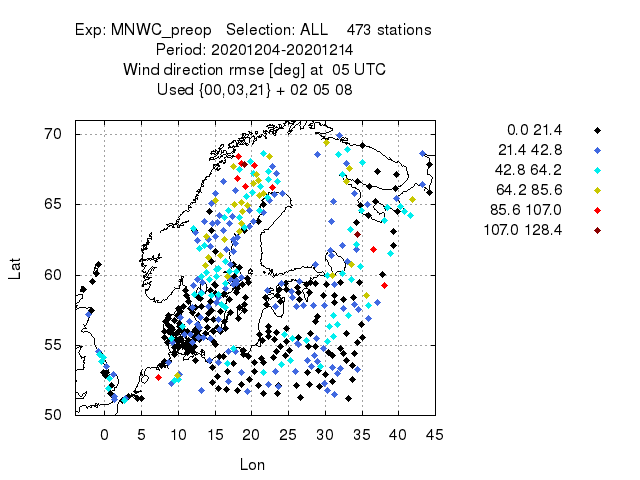 Exp: MNWC_preop   Selection: ALL    473 stations
Period: 20201204-20201214
Wind direction rmse [deg] at  05 UTC
Used {00,03,21} + 02 05 08
0.0 21.4
21.4 42.8
42.8 64.2
64.2 85.6
85.6 107.0
107.0 128.4
Lat
70
65
60
55
50
0 5 10 15 20 25 30 35 40 45
Lon